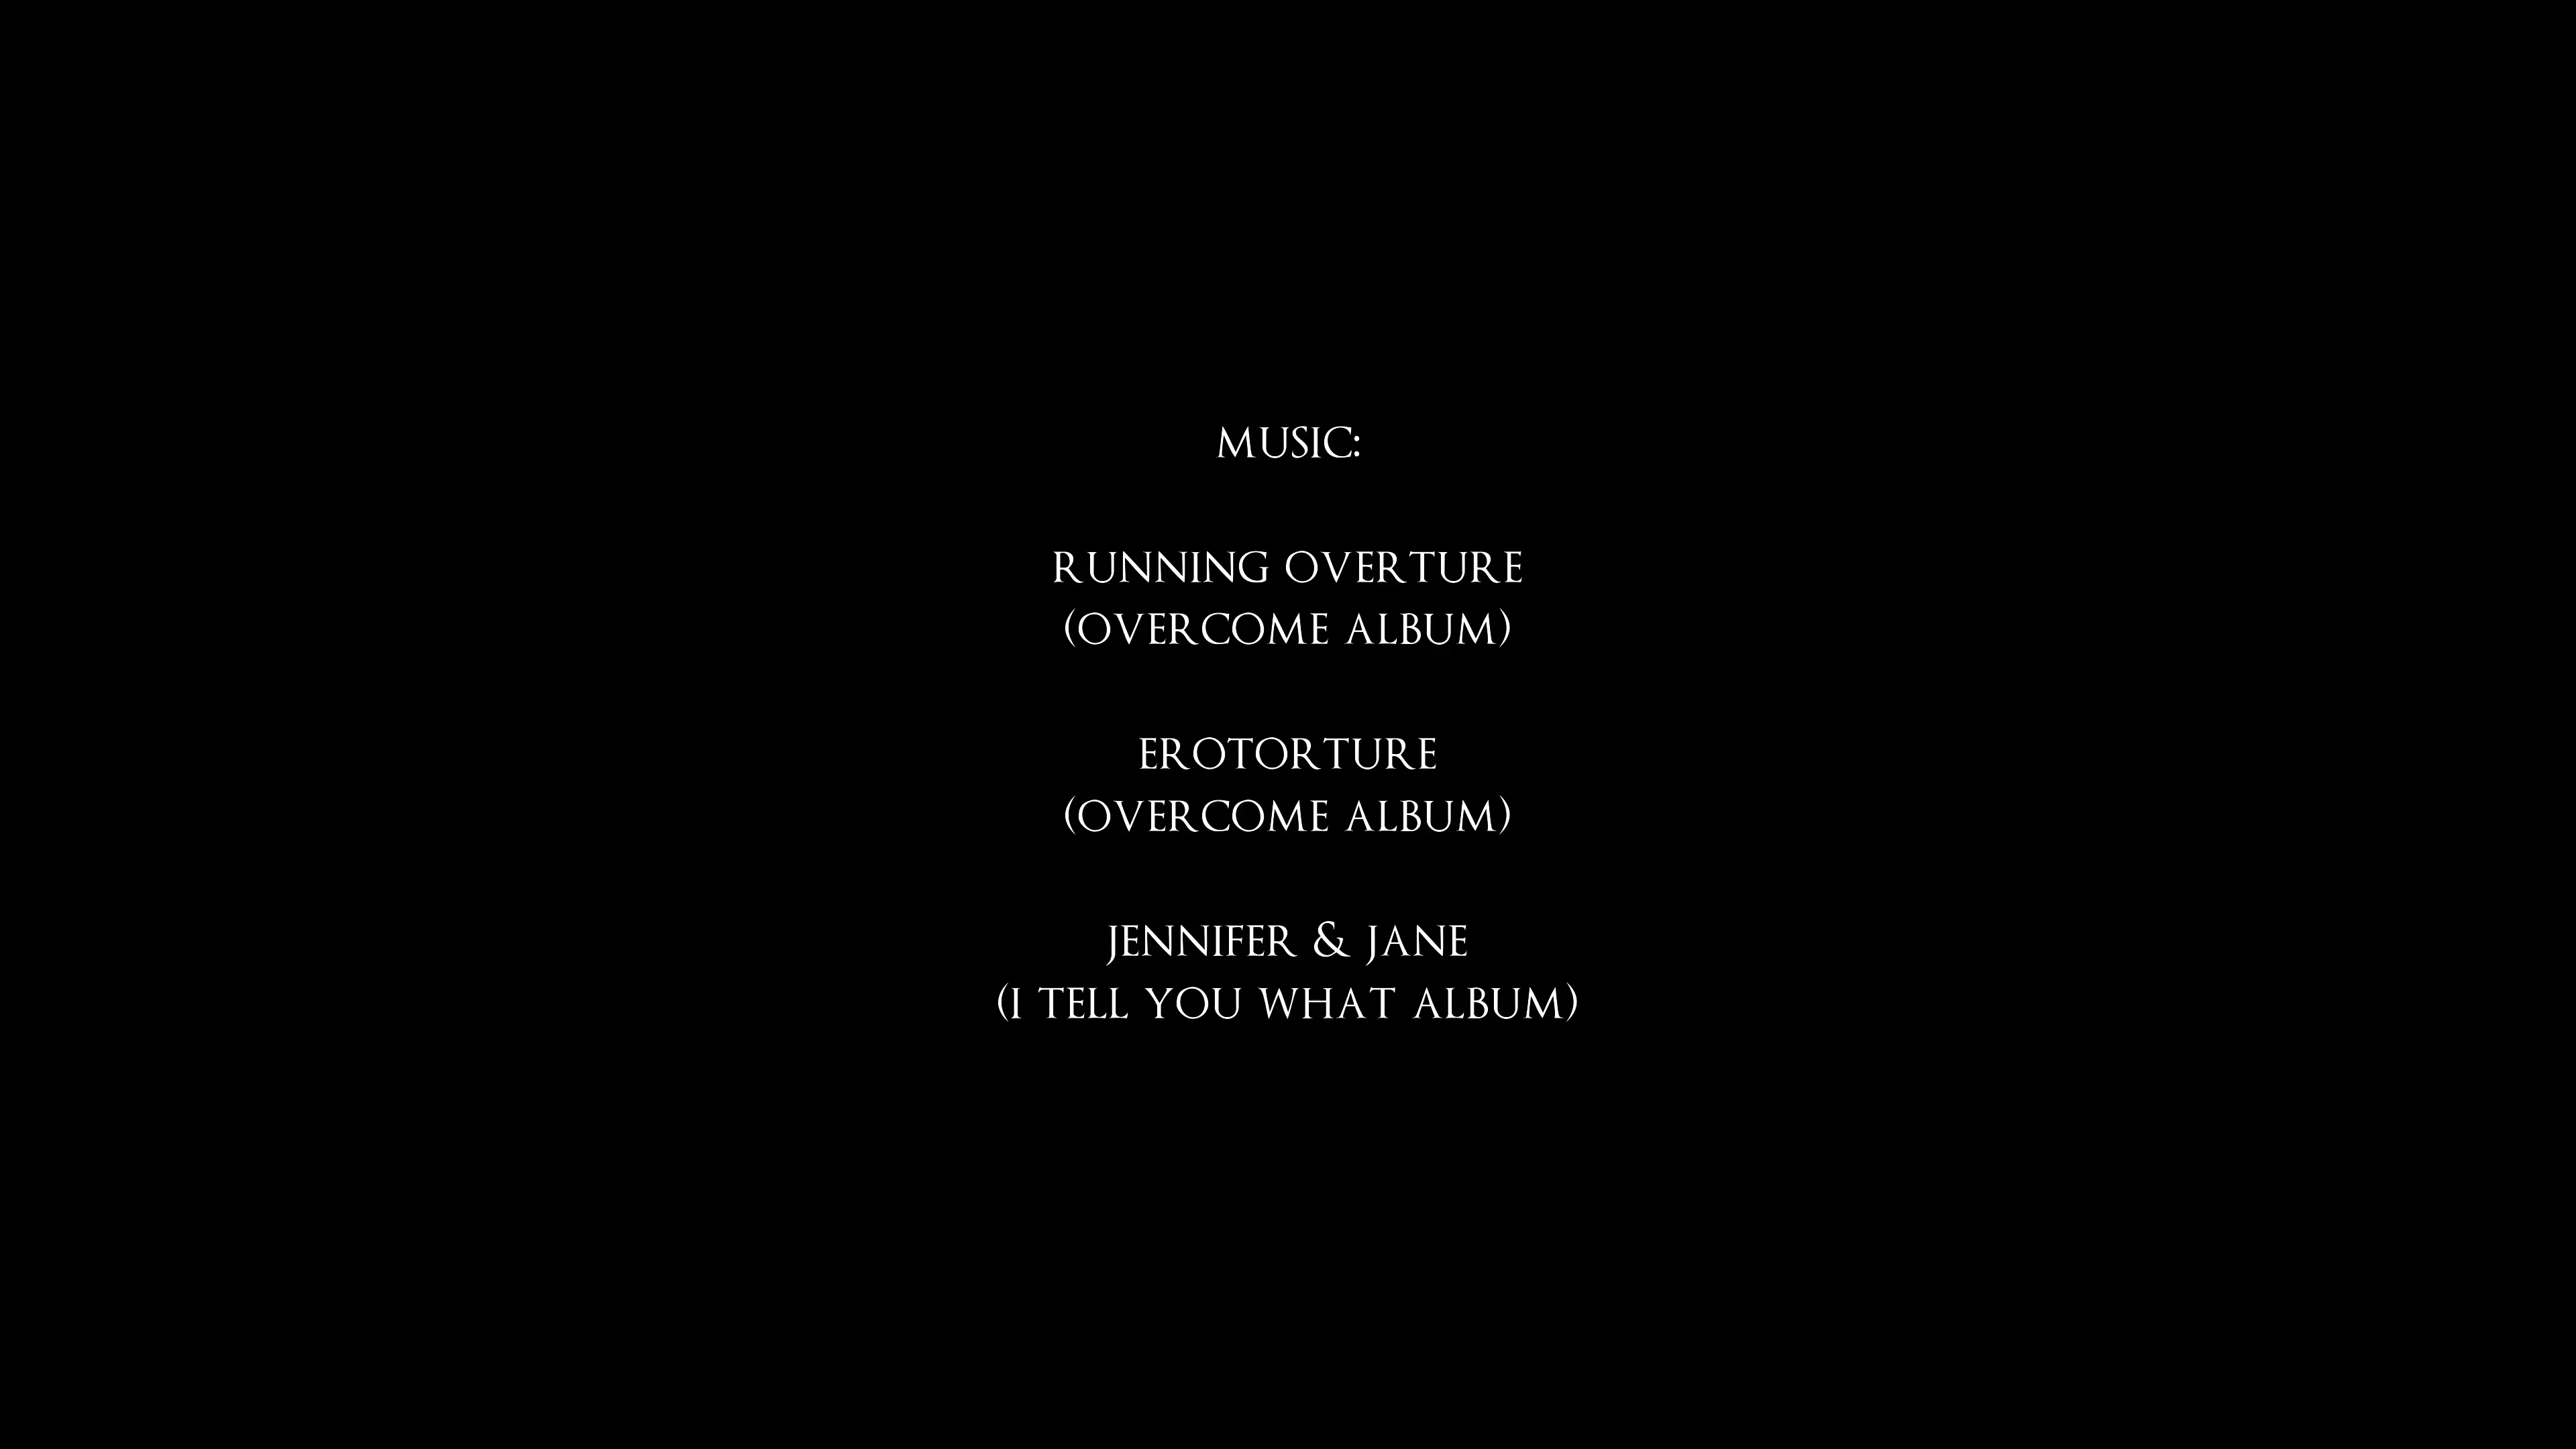 MUSIC:
RUNNING OVERTURE
(OVERCOME ALBUM)
EROTORTURE
(OVERCOME ALBUM)
JENNIFER & JANE
(I TELL YOU WHAT ALBUM)